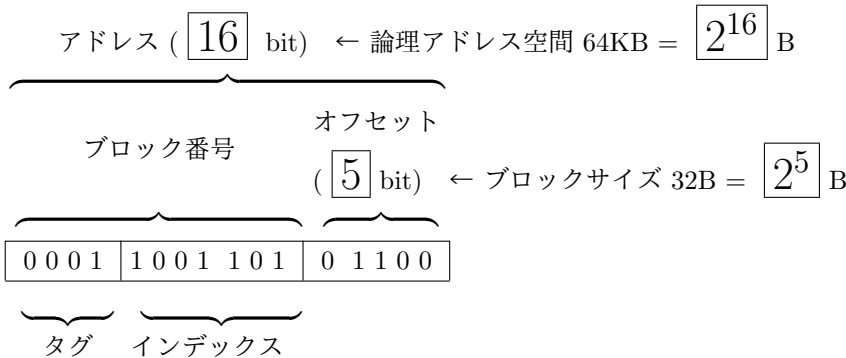 アドレス ( 16 bit) ← 論理アドレス空間 64KB = 2^16 B
オフセット
ブロック番号
( 5 bit) ← ブロックサイズ 32B = 2^5 B
0 0 0 1 1 0 0 1 1 0 1 0 1 1 0 0
タグ インデックス